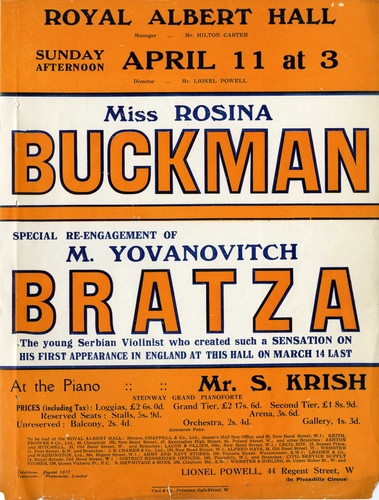 ROYAL ALBERT HALL
Manager ... Mr. HILTON CARTER
SUNDAY AFTERNOON APRIL 11 at 3
Director ... Mr. LIONEL POWELL
Miss ROSINA
BUCKMAN
SPECIAL RE-ENGAGEMENT OF
M. YOVANOVITCH
BRATZA
The young Serbian Violinist who created such a SENSATION ON
HIS FIRST APPEARANCE IN ENGLAND AT THIS HALL ON MARCH 14 LAST
At the Piano :: :: Mr. S. KRISH
STEINWAY GRAND PIANOFORTE
PRICES (including Tax): Loggias, £2 6s. 0d. Grand Tier, £2 17s. 6d. Second Tier, £1 8s. 9d.
Reserved Seats: Stalls, 5s. 9d. Arena, 3s. 6d.
Unreserved: Balcony, 2s. 4d. Orchestra, 2s. 4d. Gallery, 1s. 3d.
LIONEL POWELL, 44 Regent Street, W
(In Piccadilly Circus)